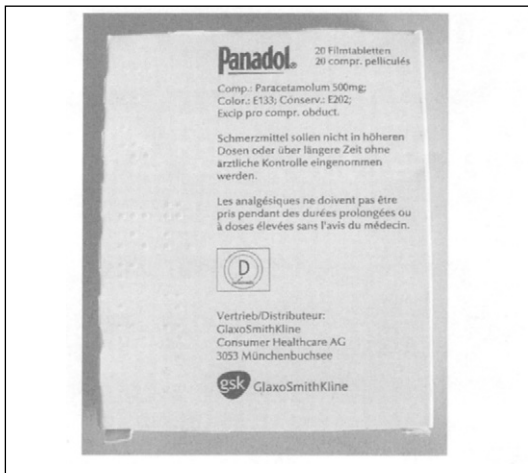 Panadol®
20 Filmtabletten
20 compr. pelliculés
Comp.: Paracetamolum 500mg;
Color.: E133; Conserv.: E202;
Excip pro compr. obduct.
Schmerzmittel sollen nicht in höheren
Dosen oder über längere Zeit ohne
ärztliche Kontrolle eingenommen
werden.
Les analgésiques ne doivent pas être
pris pendant des durées prolongées ou
à doses élevées sans l'avis du médecin.
D
Vertrieb/Distributeur:
GlaxoSmithKline
Consumer Healthcare AG
3053 Münchenbuchsee
gsk GlaxoSmithKline